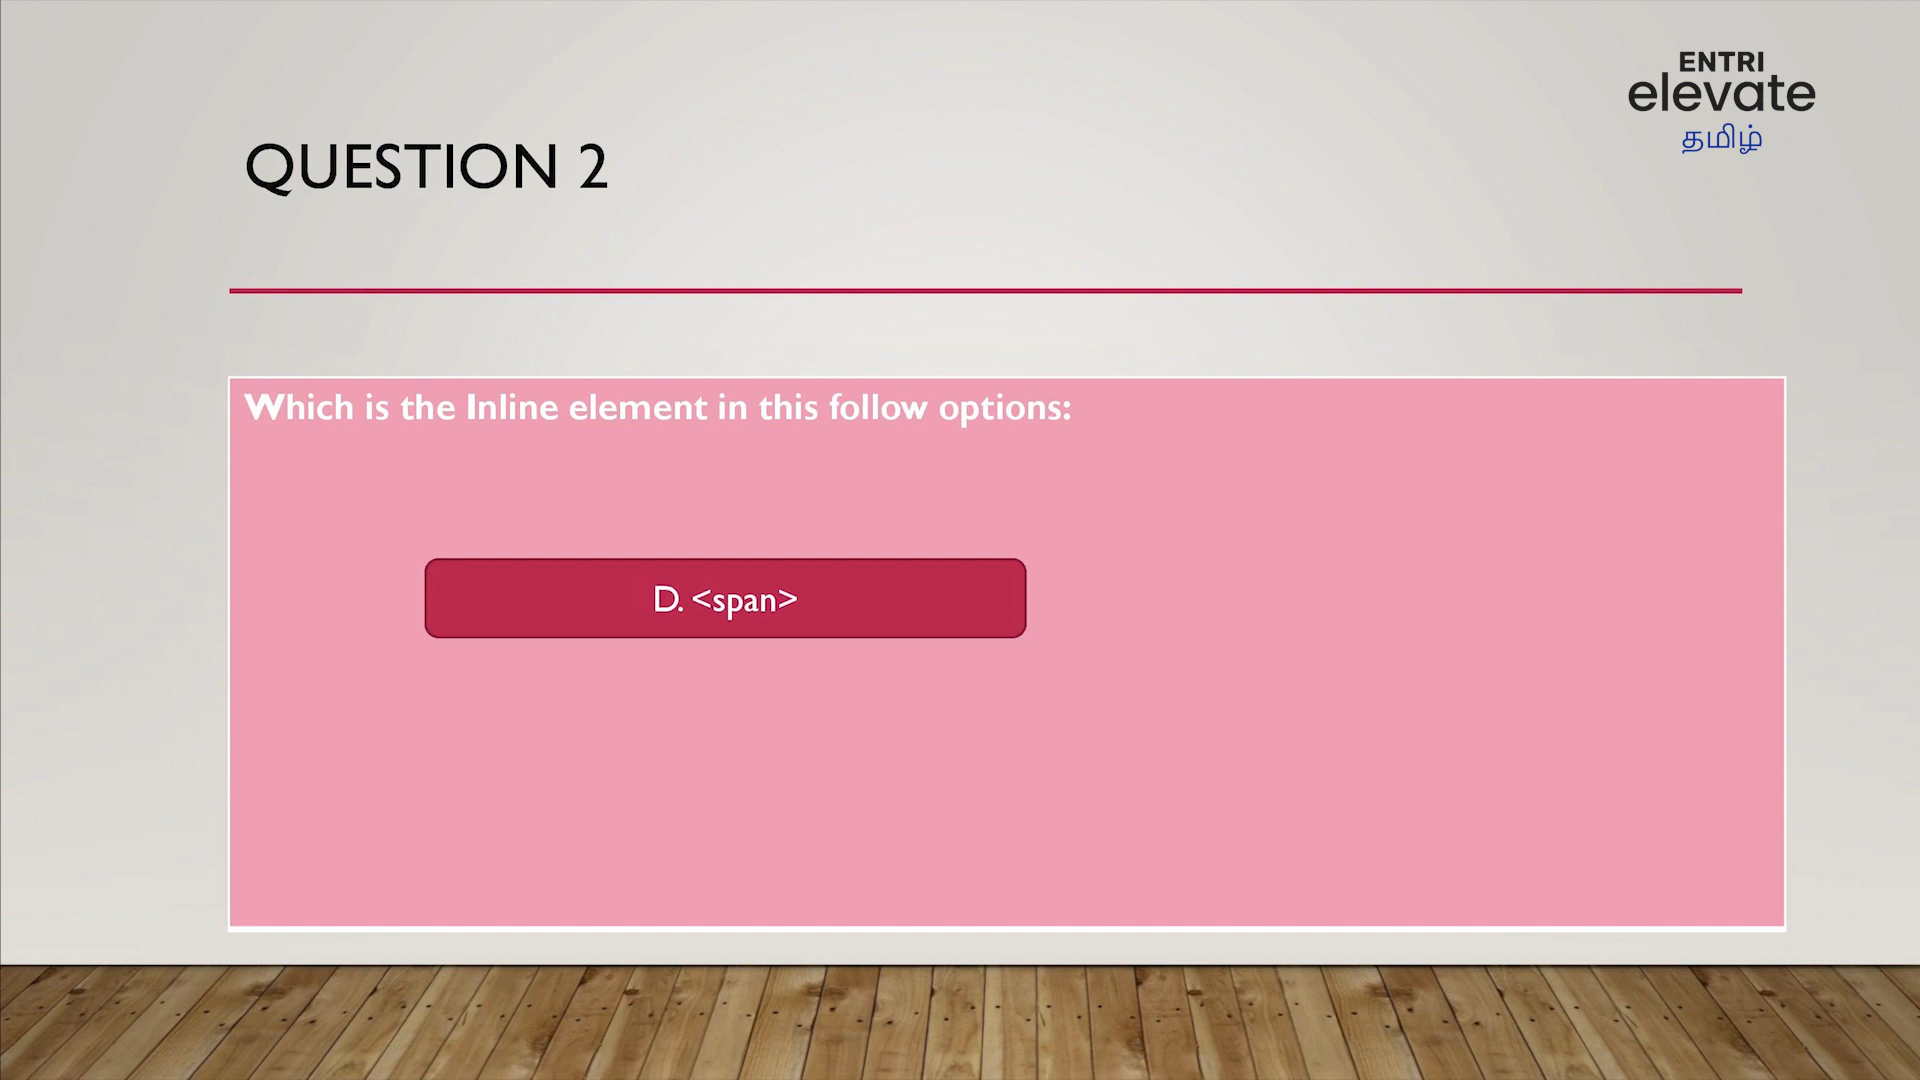 ENTRI
elevate
தமிழ்
QUESTION 2
Which is the Inline element in this follow options:
D. <span>